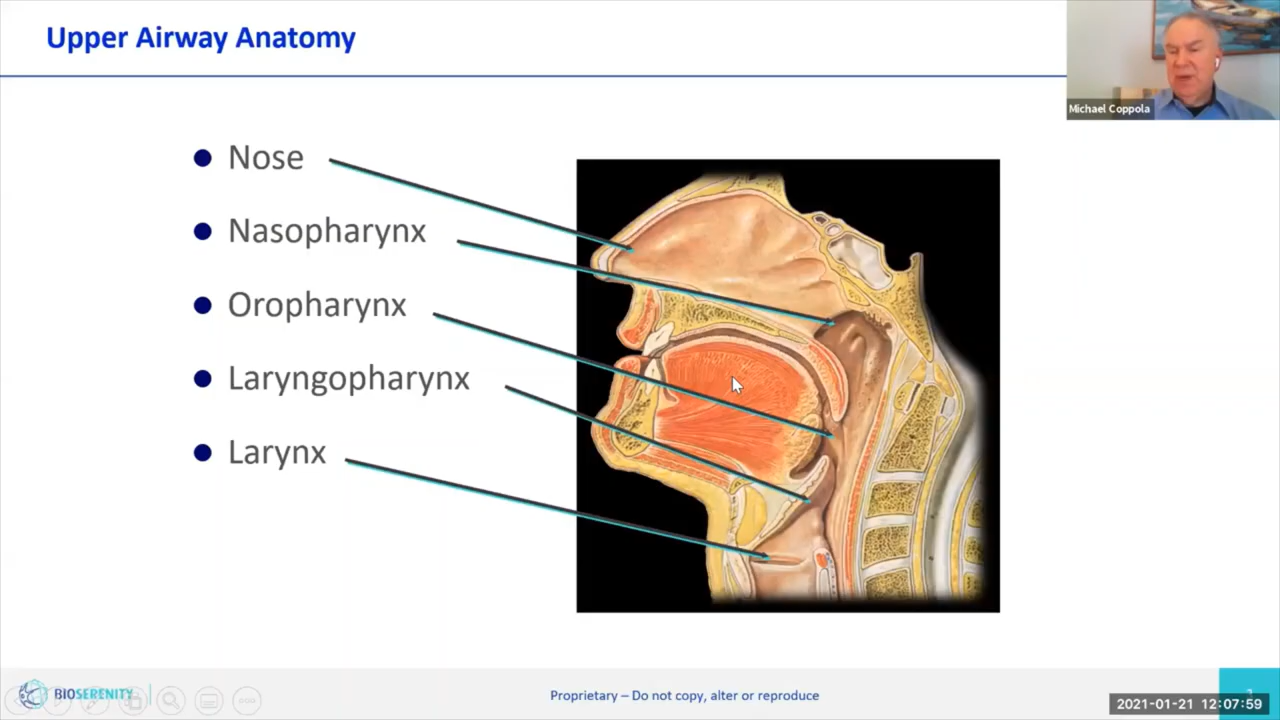 Upper Airway Anatomy
Michael Coppola
Nose
Nasopharynx
Oropharynx
Laryngopharynx
Larynx
BIOSERENITY
Proprietary – Do not copy, alter or reproduce
2021-01-21 12:07:59